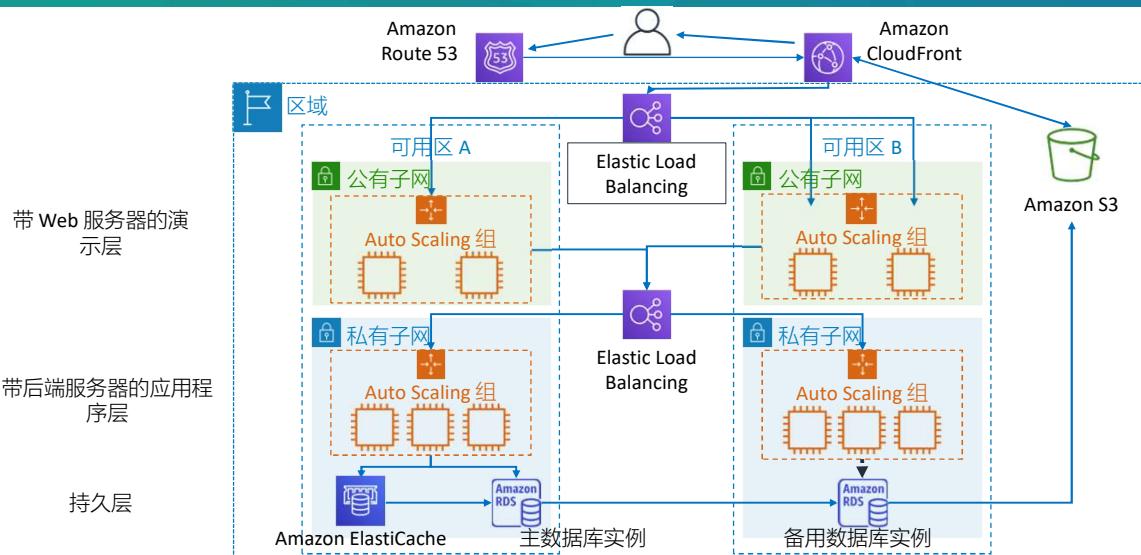 Amazon
Route 53
53
Amazon
CloudFront
区域
可用区 A
Elastic Load
Balancing
可用区 B
公有子网
公有子网
Amazon S3
带 Web 服务器的演
示层
Auto Scaling 组
Auto Scaling 组
私有子网
私有子网
Elastic Load
Balancing
带后端服务器的应用程
序层
Auto Scaling 组
Auto Scaling 组
持久层
Amazon
RDS
Amazon
RDS
Amazon ElastiCache
主数据库实例
备用数据库实例